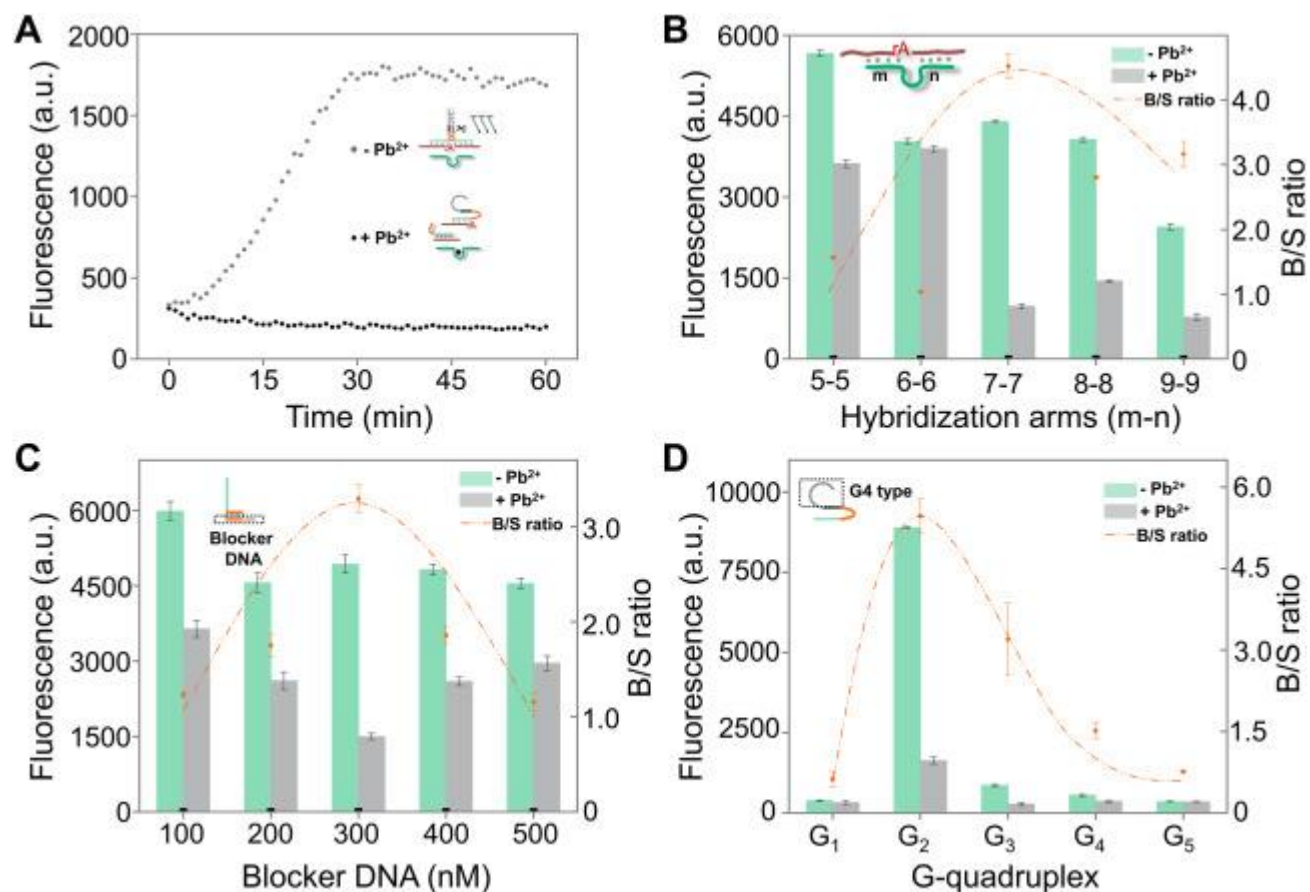 A
Fluorescence (a.u.)
2000
1500
1000
500
0
- Pb²⁺
+ Pb²⁺
0 15 30 45 60
Time (min)
B
Fluorescence (a.u.)
6000
4500
3000
1500
0
rA
m n
- Pb²⁺
+ Pb²⁺
B/S ratio
4.0
3.0
2.0
1.0
0
B/S ratio
5-5 6-6 7-7 8-8 9-9
Hybridization arms (m-n)
C
Fluorescence (a.u.)
6000
4500
3000
1500
0
Blocker
DNA
- Pb²⁺
+ Pb²⁺
B/S ratio
3.0
2.0
1.0
0
B/S ratio
100 200 300 400 500
Blocker DNA (nM)
D
Fluorescence (a.u.)
10000
7500
5000
2500
0
G4 type
- Pb²⁺
+ Pb²⁺
B/S ratio
6.0
4.5
3.0
1.5
0
B/S ratio
G₁ G₂ G₃ G₄ G₅
G-quadruplex